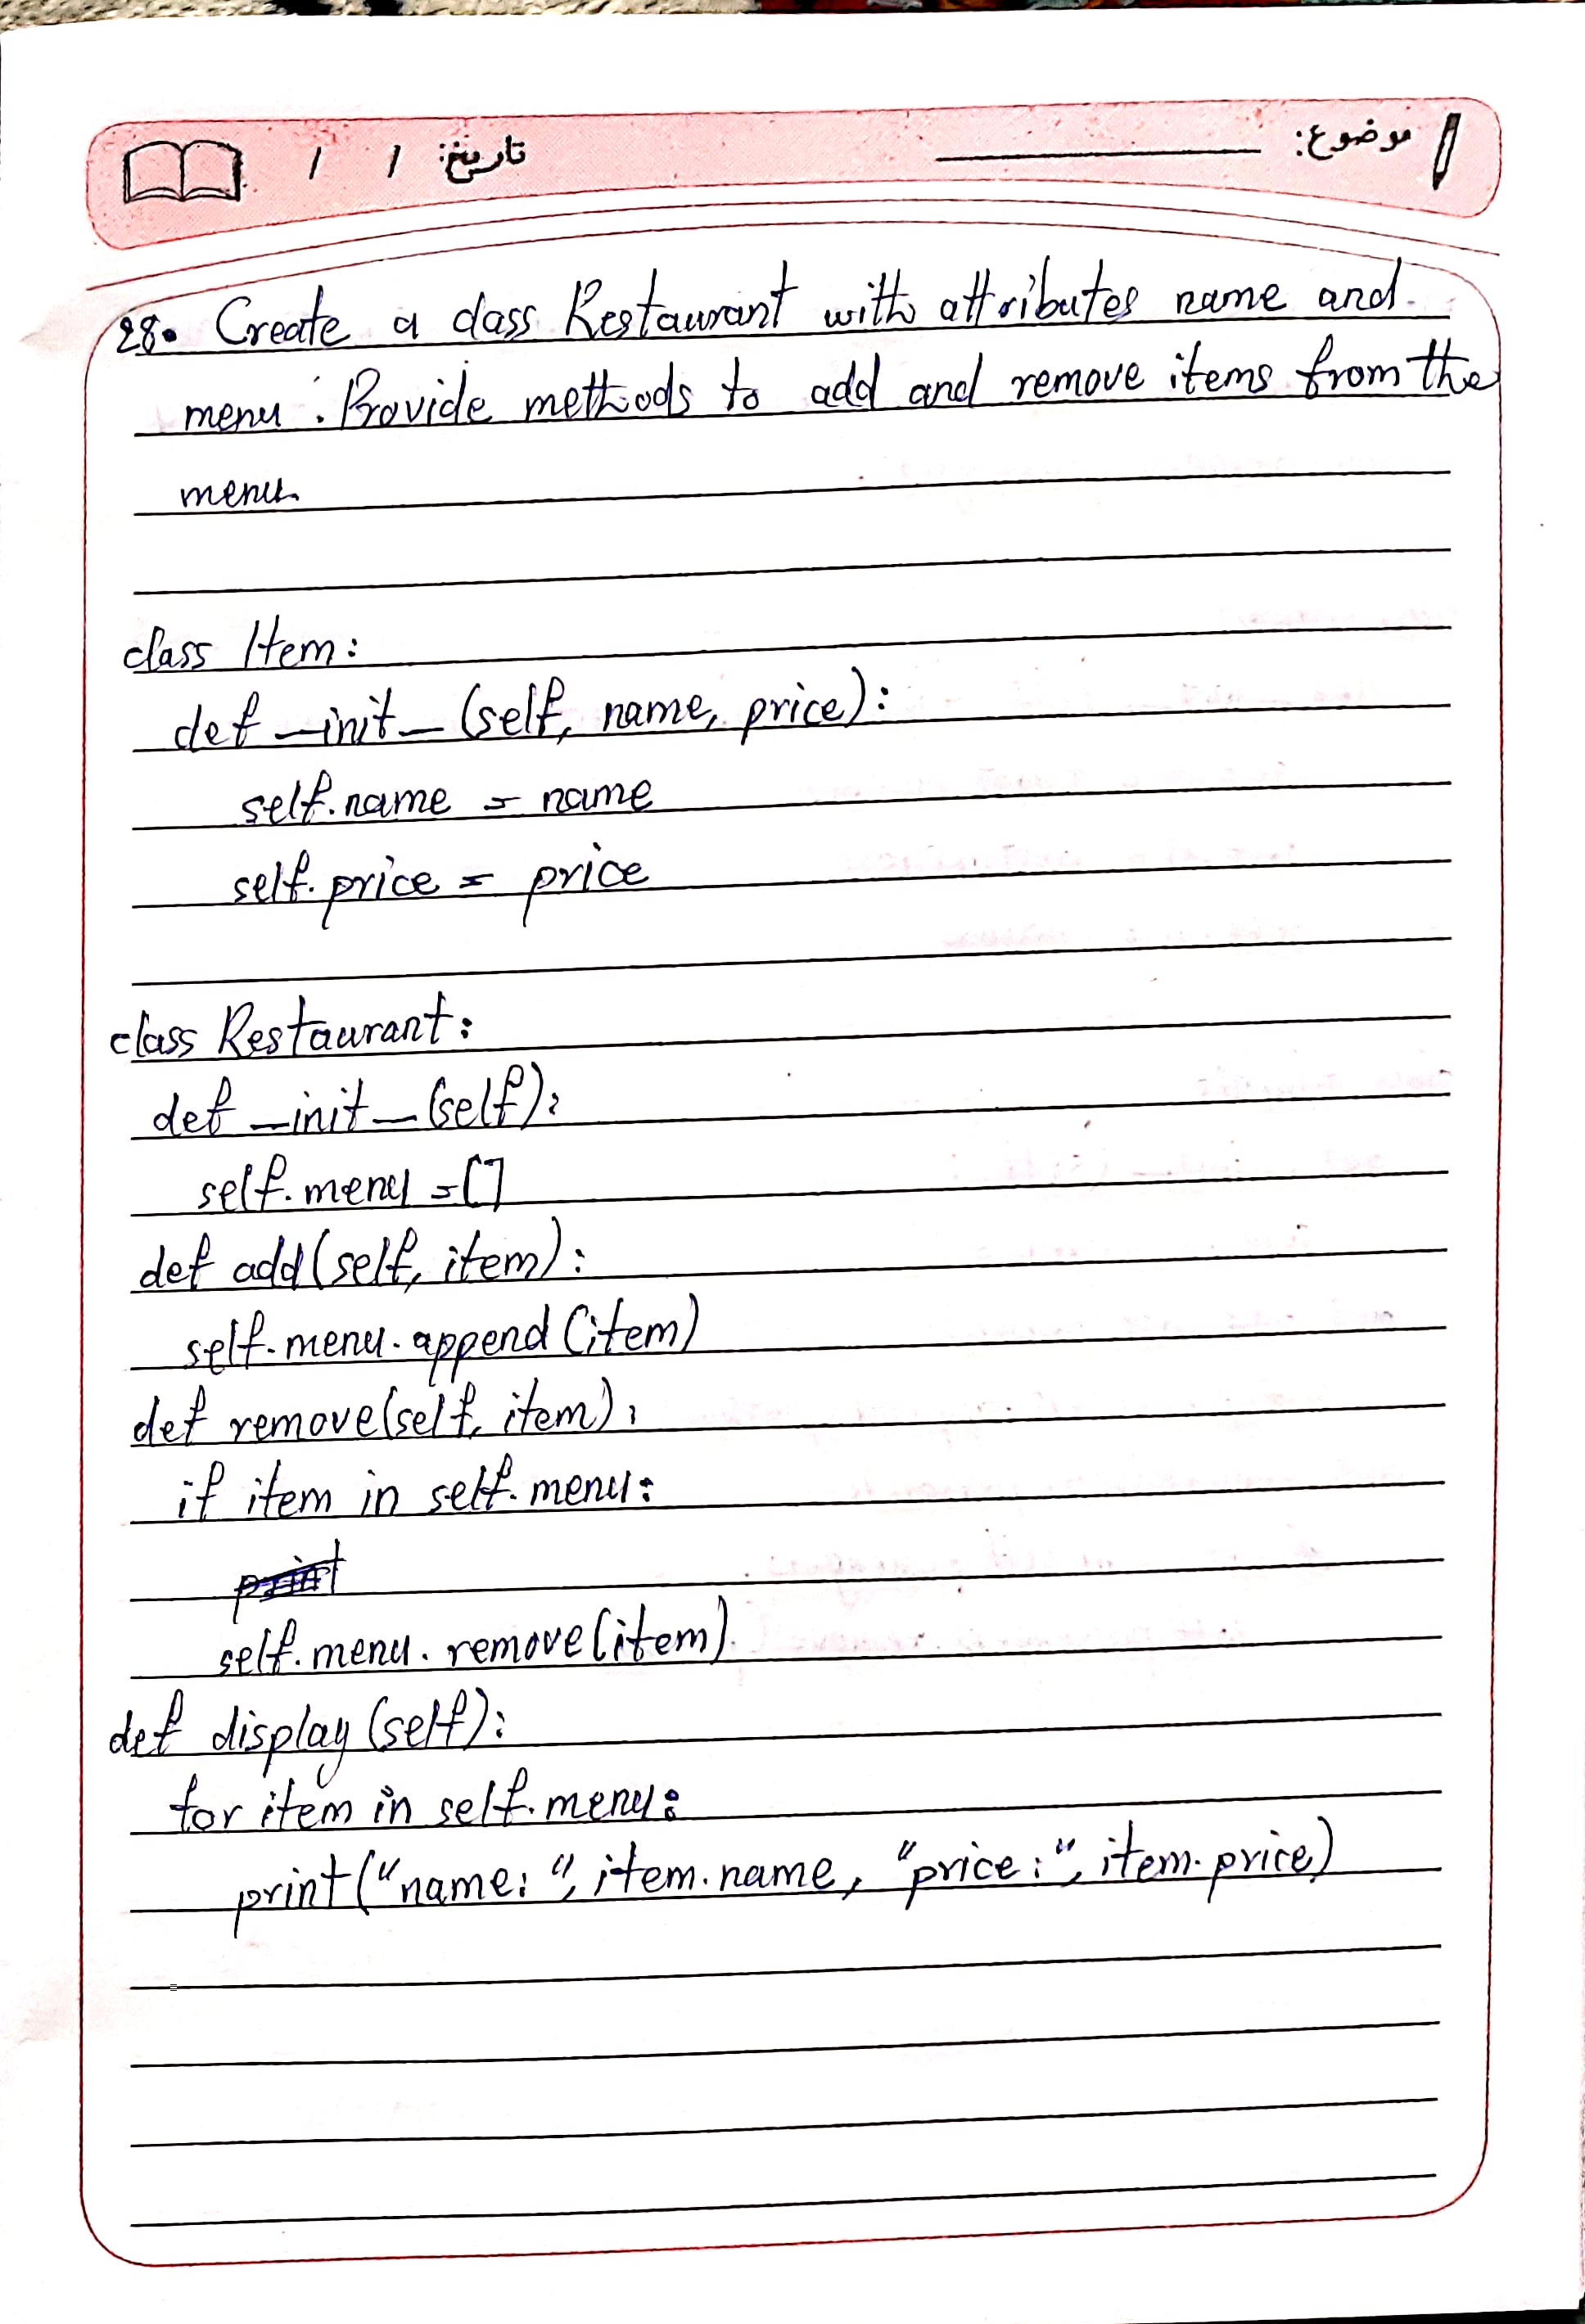 موضوع:
تاریخ: / /
28. Create a class Restaurant with attributes name and
menu. Provide methods to add and remove items from the
menu.
class Item:
def __init__(self, name, price):
self.name = name
self.price = price
class Restaurant:
def __init__(self):
self.menu = []
def add(self, item):
self.menu.append(item)
def remove(self, item):
if item in self.menu:
print
self.menu.remove(item)
def display(self):
for item in self.menu:
print("name:", item.name, "price:", item.price)